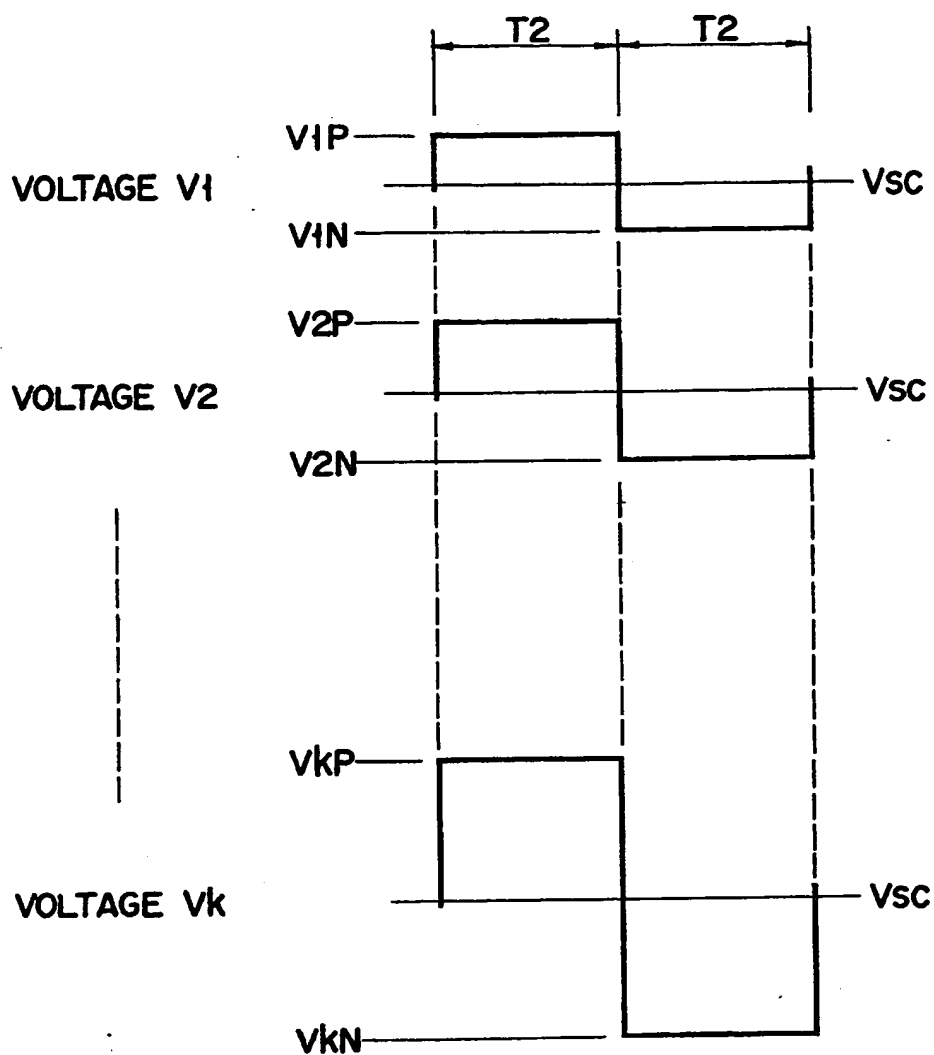 T2 T2
V1P
VOLTAGE V1
VSC
V1N
V2P
VOLTAGE V2
VSC
V2N
VkP
VOLTAGE Vk
VSC
VkN